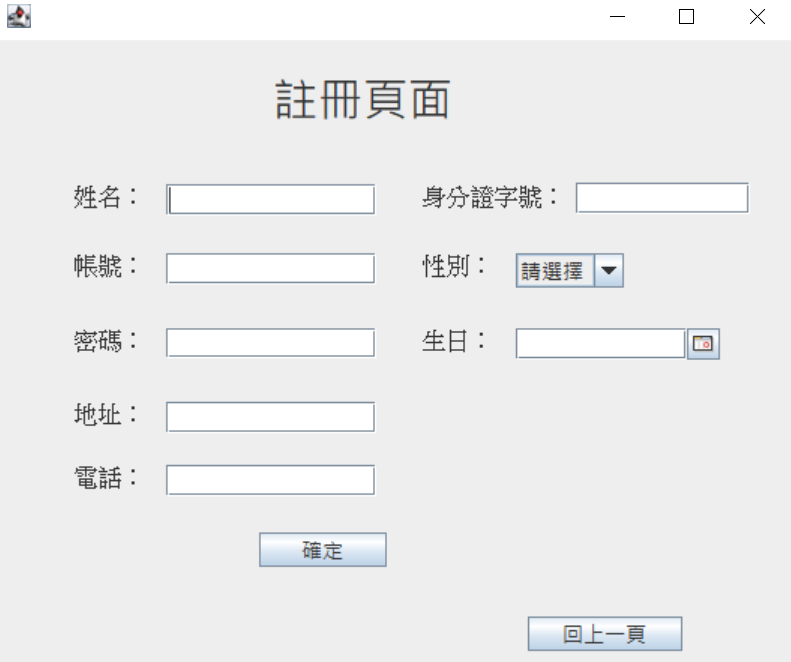 註冊頁面
姓名：
身分證字號：
帳號：
性別：
請選擇
密碼：
生日：
地址：
電話：
確定
回上一頁